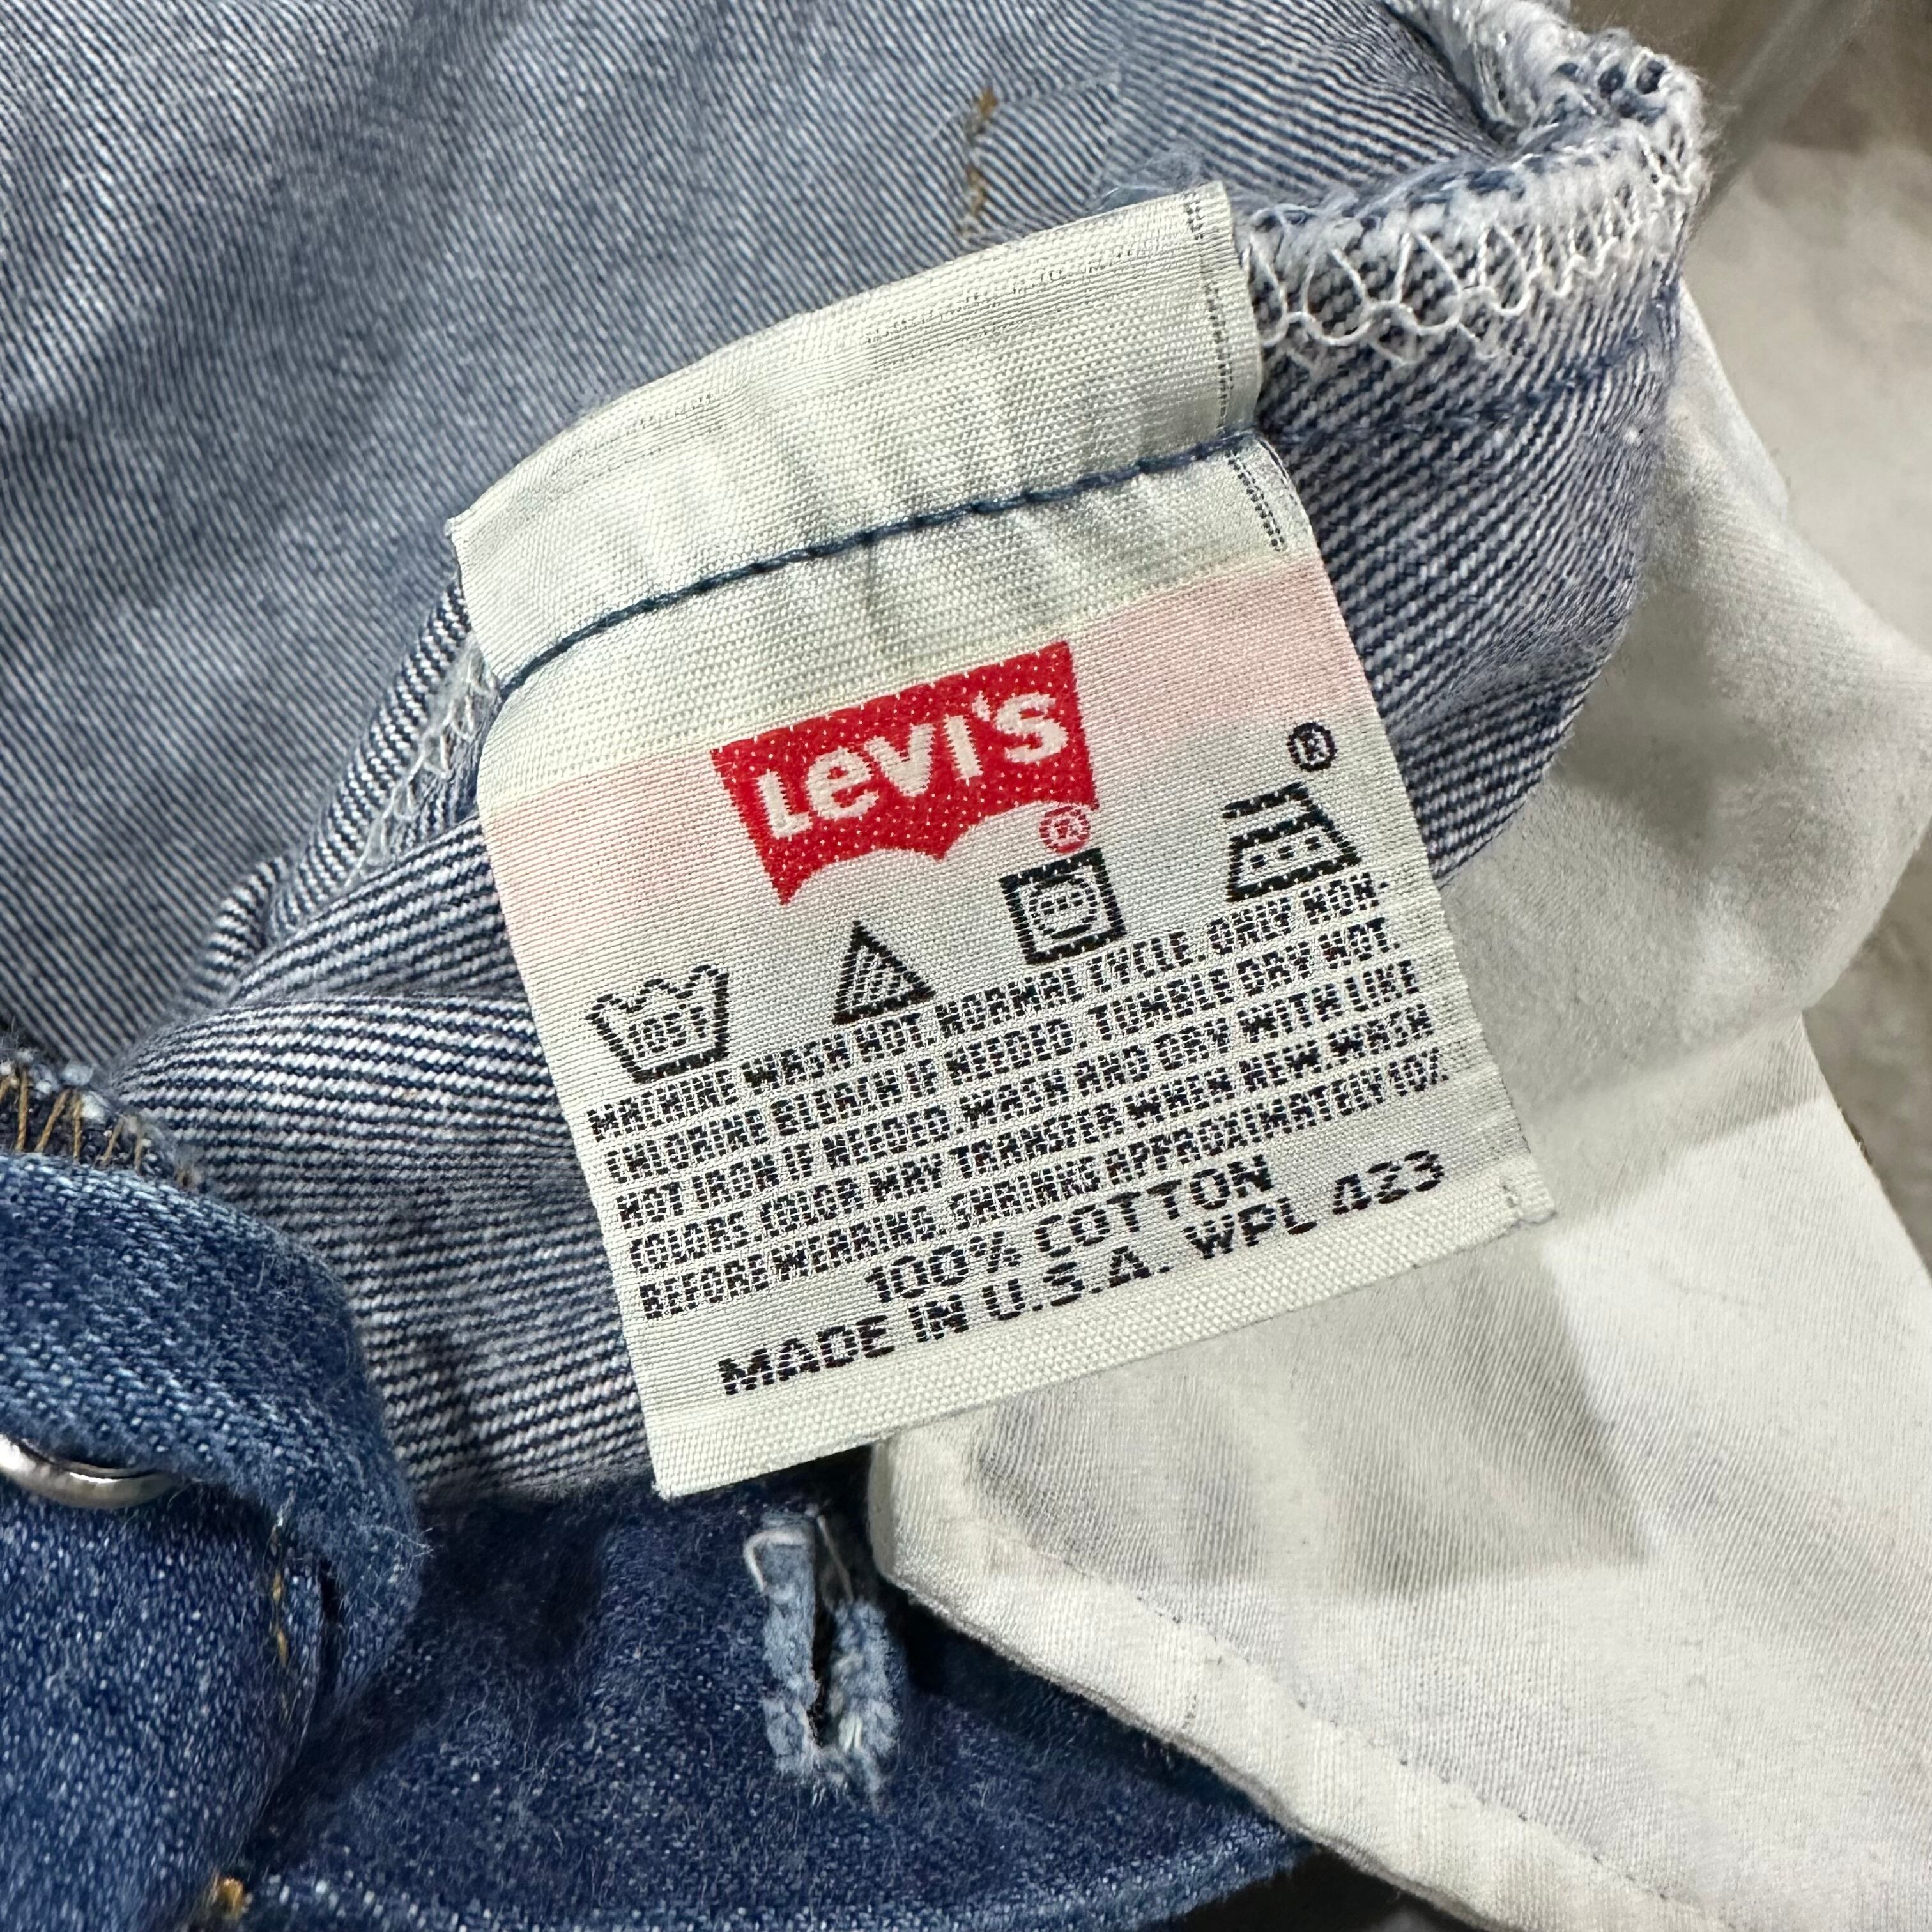 Levi's
®
®
105°
MACHINE WASH HOT. NORMAL CYCLE. ONLY NON-
CHLORINE BLEACH IF NEEDED. TUMBLE DRY HOT.
HOT IRON IF NEEDED. WASH AND DRY WITH LIKE
COLORS. COLOR MAY TRANSFER WHEN NEW. WASH
BEFORE WEARING. SHRINKS APPROXIMATELY 10%
100% COTTON
MADE IN U.S.A. WPL 423